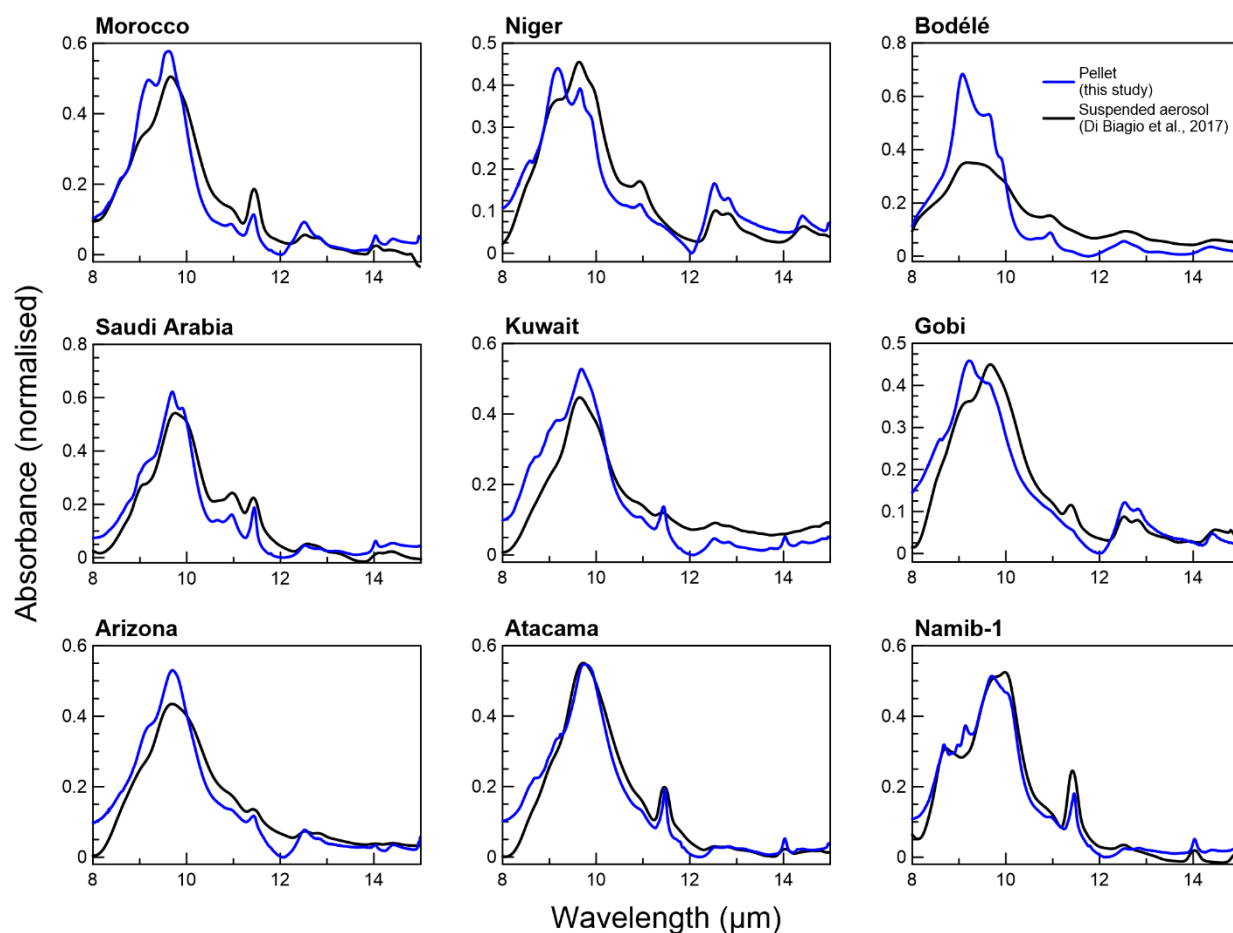 Morocco
0.6
0.4
0.2
0
8 10 12 14
Niger
0.5
0.4
0.3
0.2
0.1
0
8 10 12 14
Bodélé
0.8
0.6
0.4
0.2
0
8 10 12 14
Pellet
(this study)
Suspended aerosol
(Di Biagio et al., 2017)
Saudi Arabia
0.8
0.6
0.4
0.2
0
8 10 12 14
Kuwait
0.6
0.4
0.2
0
8 10 12 14
Gobi
0.5
0.4
0.3
0.2
0.1
0
8 10 12 14
Arizona
0.6
0.4
0.2
0
8 10 12 14
Atacama
0.6
0.4
0.2
0
8 10 12 14
Namib-1
0.6
0.4
0.2
0
8 10 12 14
Absorbance (normalised)
Wavelength (µm)